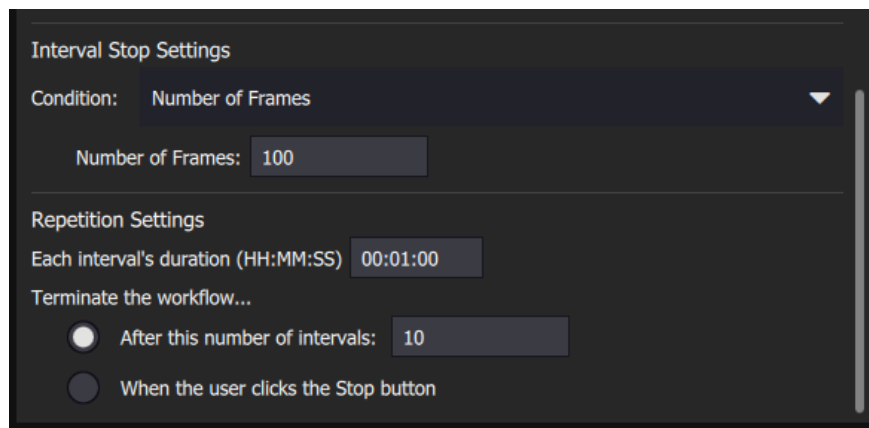 Interval Stop Settings
Condition: Number of Frames
Number of Frames: 100
Repetition Settings
Each interval's duration (HH:MM:SS) 00:01:00
Terminate the workflow...
After this number of intervals: 10
When the user clicks the Stop button